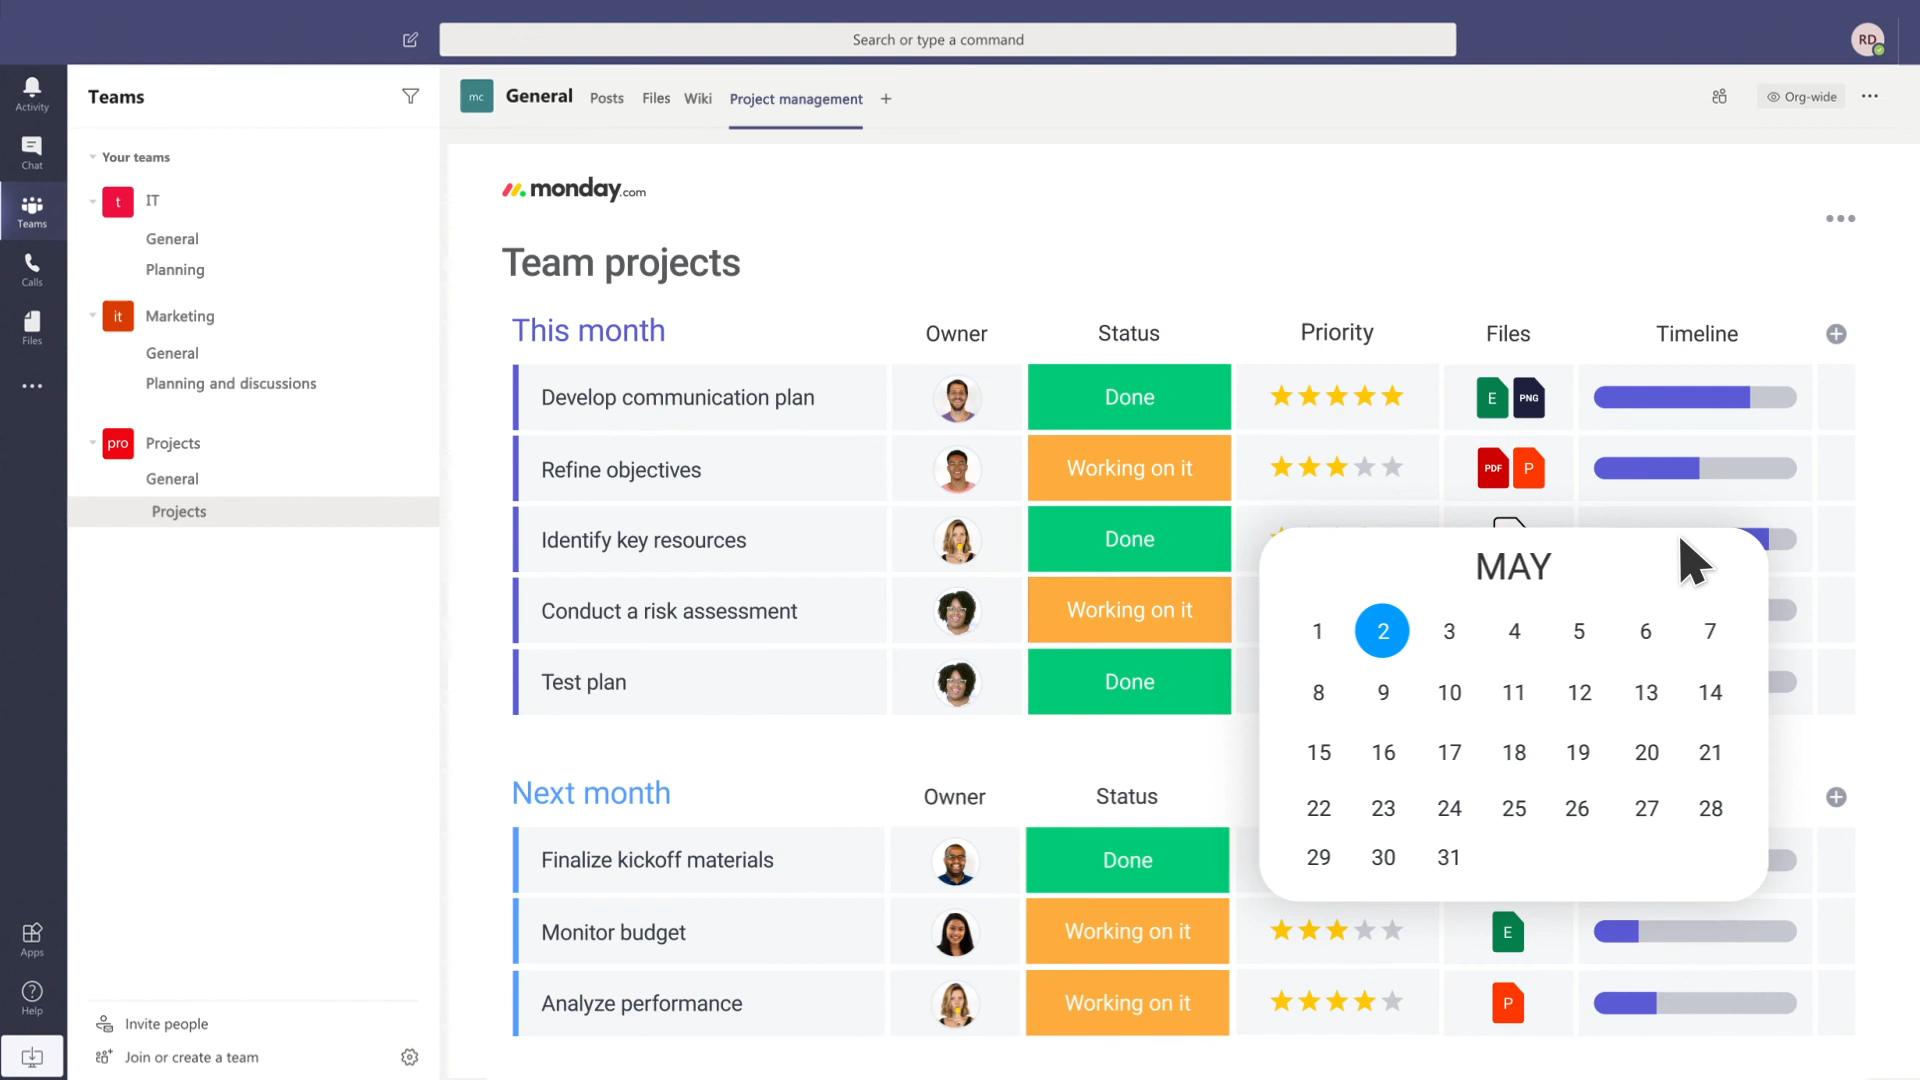 Search or type a command
RD
Activity
Chat
Teams
Calls
Files
Apps
Help
Teams
Your teams
t IT
General
Planning
it Marketing
General
Planning and discussions
pro Projects
General
Projects
Invite people
Join or create a team
mc General Posts Files Wiki Project management +
Org-wide
monday.com
Team projects
This month Owner Status Priority Files Timeline
Develop communication plan Done E PNG
Refine objectives Working on it PDF P
Identify key resources Done
Conduct a risk assessment Working on it
Test plan Done
MAY
1 2 3 4 5 6 7
8 9 10 11 12 13 14
15 16 17 18 19 20 21
22 23 24 25 26 27 28
29 30 31
Next month Owner Status
Finalize kickoff materials Done
Monitor budget Working on it E
Analyze performance Working on it P